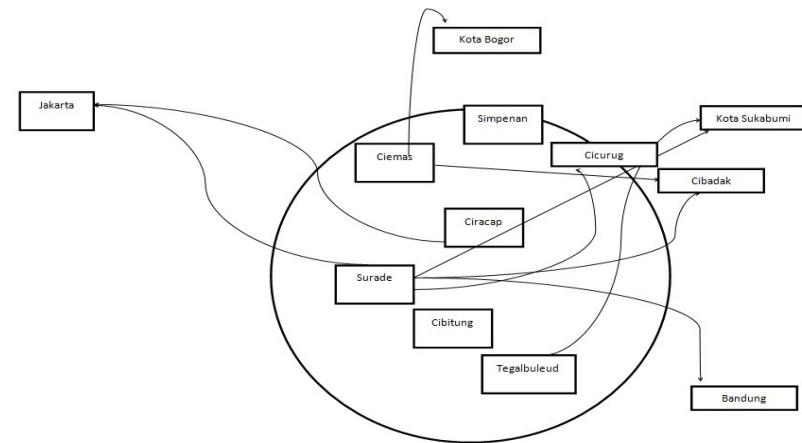 Kota Bogor
Jakarta
Simpenan
Kota Sukabumi
Ciemas
Cicurug
Cibadak
Ciracap
Surade
Cibitung
Tegalbuleud
Bandung